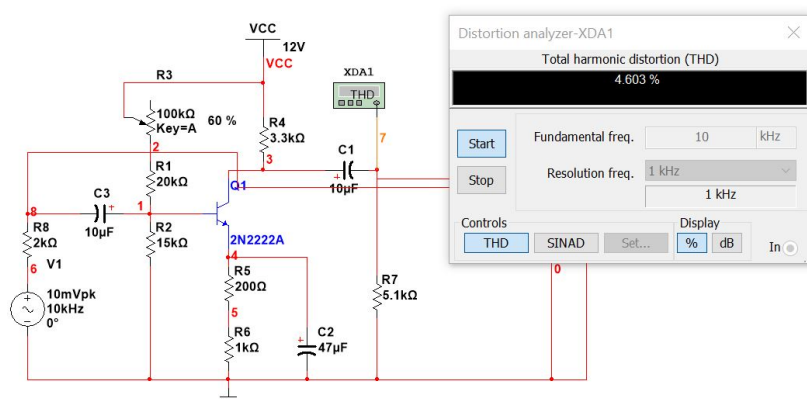 VCC
12V
VCC
R3
100kΩ
Key=A
60 %
2
R4
3.3kΩ
3
XDA1
THD
7
C1
10µF
R1
20kΩ
Q1
2N2222A
8
C3
10µF
1
R8
2kΩ
6
V1
R2
15kΩ
10mVpk
10kHz
0°
4
R5
200Ω
5
R6
1kΩ
C2
47µF
R7
5.1kΩ
0
Distortion analyzer-XDA1
Total harmonic distortion (THD)
4.603 %
Start
Stop
Fundamental freq.
10
kHz
Resolution freq.
1 kHz
1 kHz
Controls
THD
SINAD
Set...
Display
%
dB
In